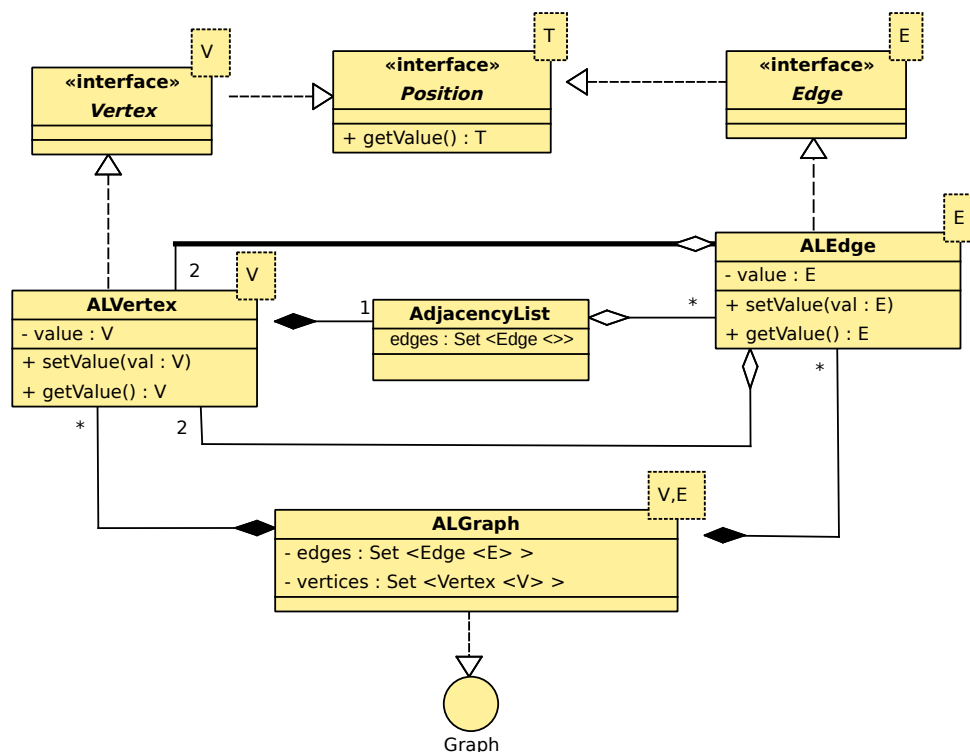 V
«interface»
Vertex
T
«interface»
Position
+ getValue() : T
E
«interface»
Edge
V
ALVertex
- value : V
+ setValue(val : V)
+ getValue() : V
2
1
AdjacencyList
edges : Set <Edge <>>
*
E
ALEdge
- value : E
+ setValue(val : E)
+ getValue() : E
*
2
*
V,E
ALGraph
- edges : Set <Edge <E> >
- vertices : Set <Vertex <V> >
Graph